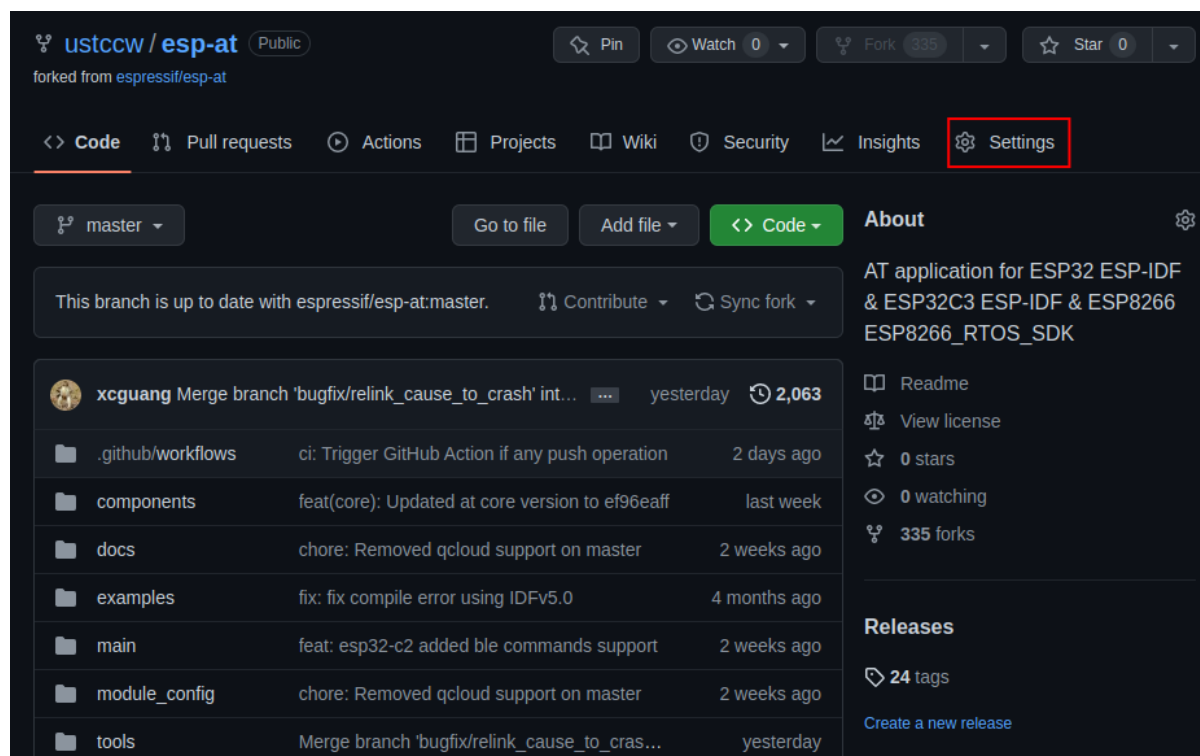 ustccw / esp-at Public Pin Watch 0 Fork 335 Star 0
forked from espressif/esp-at
Code Pull requests Actions Projects Wiki Security Insights Settings
master Go to file Add file Code
This branch is up to date with espressif/esp-at:master. Contribute Sync fork
xcguang Merge branch 'bugfix/relink_cause_to_crash' int... ... yesterday 2,063
.github/workflows ci: Trigger GitHub Action if any push operation 2 days ago
components feat(core): Updated at core version to ef96eaff last week
docs chore: Removed qcloud support on master 2 weeks ago
examples fix: fix compile error using IDFv5.0 4 months ago
main feat: esp32-c2 added ble commands support 2 weeks ago
module_config chore: Removed qcloud support on master 2 weeks ago
tools Merge branch 'bugfix/relink_cause_to_cras... yesterday
About
AT application for ESP32 ESP-IDF
& ESP32C3 ESP-IDF & ESP8266
ESP8266_RTOS_SDK
Readme
View license
0 stars
0 watching
335 forks
Releases
24 tags
Create a new release